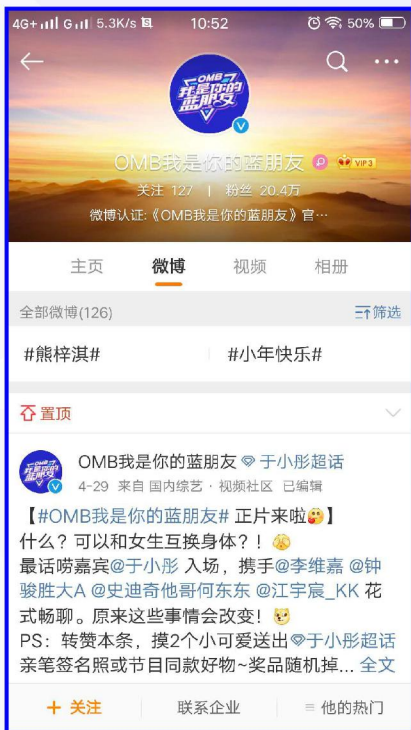 4G+ G 5.3K/s 10:52 50%
OMB
我是你的
蓝朋友
OMB我是你的蓝朋友 VIP3
关注 127 | 粉丝 20.4万
微博认证:《OMB我是你的蓝朋友》官…
主页 微博 视频 相册
全部微博(126) 筛选
#熊梓淇# #小年快乐#
置顶
OMB我是你的蓝朋友 于小彤超话
4-29 来自 国内综艺 · 视频社区 已编辑
【#OMB我是你的蓝朋友# 正片来啦】
什么？可以和女生互换身体？！
最话唠嘉宾@于小彤 入场，携手@李维嘉 @钟
骏胜大A @史迪奇他哥何东东 @江宇宸_KK 花
式畅聊。原来这些事情会改变！
PS：转赞本条，摸2个小可爱送出于小彤超话
亲笔签名照或节目同款好物~奖品随机掉... 全文
+ 关注 联系企业 ≡ 他的热门